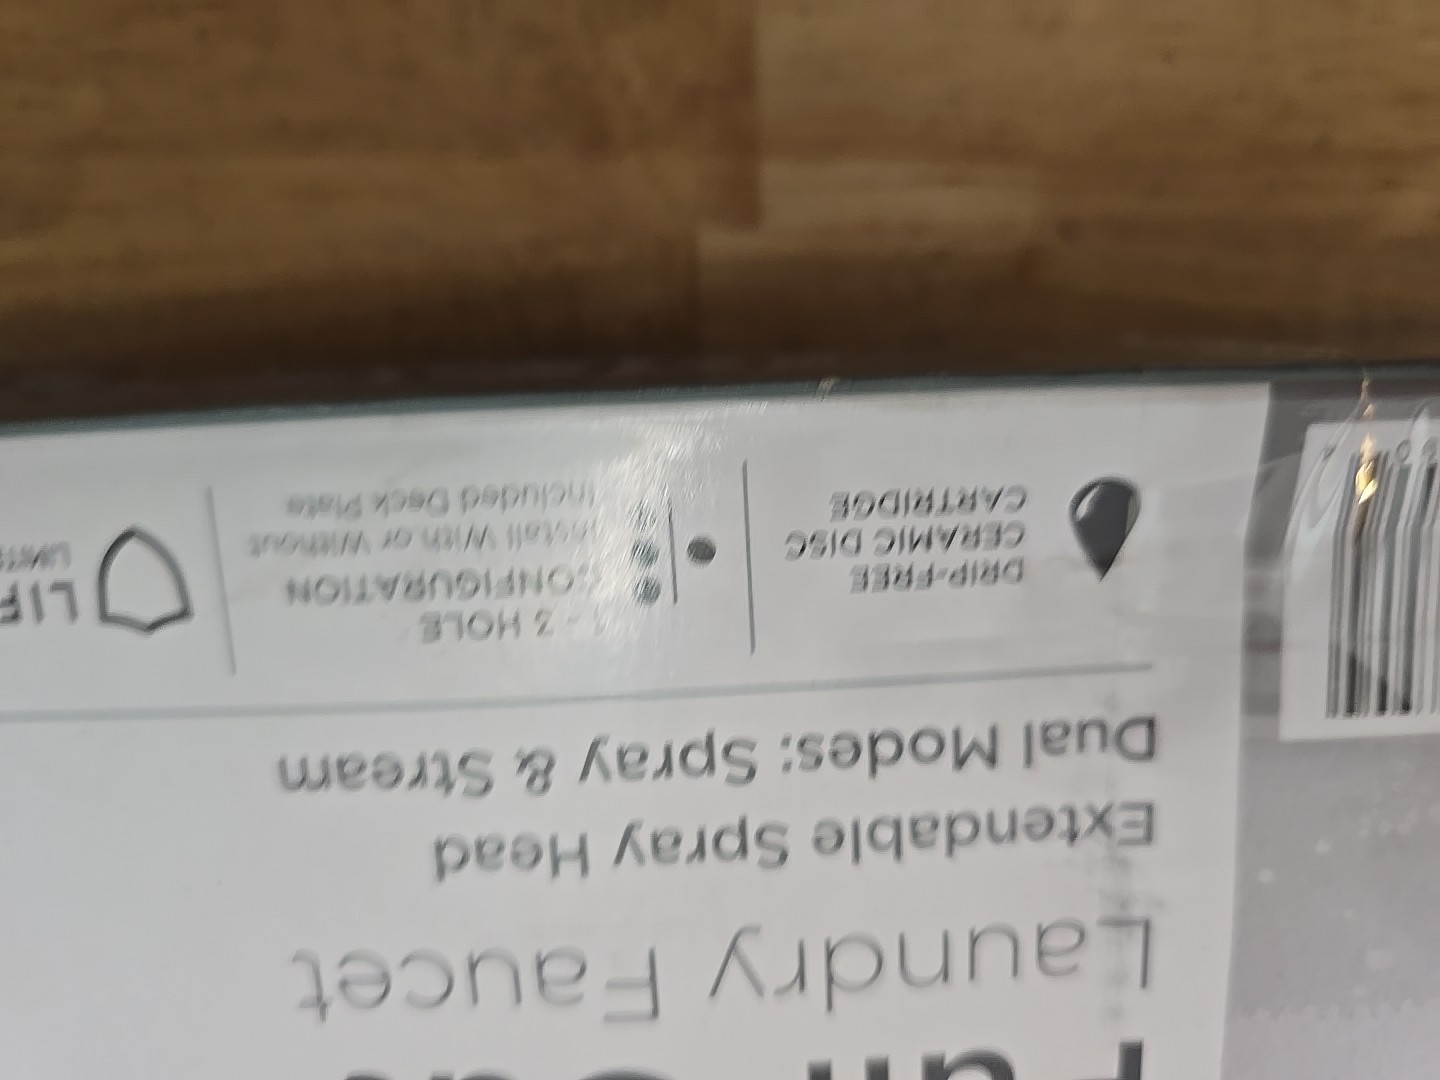 Laundry Faucet
Extendable Spray Head
Dual Modes: Spray & Stream
DRIP-FREE
CERAMIC DISC
CARTRIDGE
- 3 HOLE
CONFIGURATION
Install With or Without
Included Deck Plate